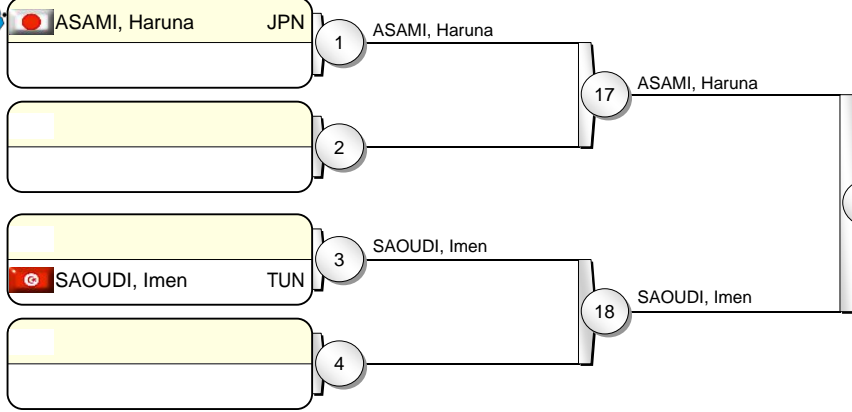 ASAMI, Haruna JPN
1
ASAMI, Haruna
17
ASAMI, Haruna
2
3
SAOUDI, Imen
SAOUDI, Imen TUN
18
SAOUDI, Imen
4